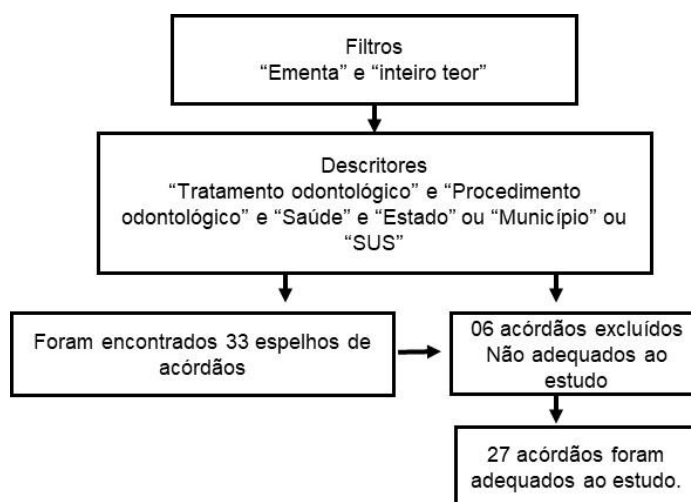 Filtros
“Ementa” e “inteiro teor”
Descritores
“Tratamento odontológico” e “Procedimento
odontológico” e “Saúde” e “Estado” ou “Município” ou
“SUS”
Foram encontrados 33 espelhos de
acórdãos
06 acórdãos excluídos
Não adequados ao
estudo
27 acórdãos foram
adequados ao estudo.